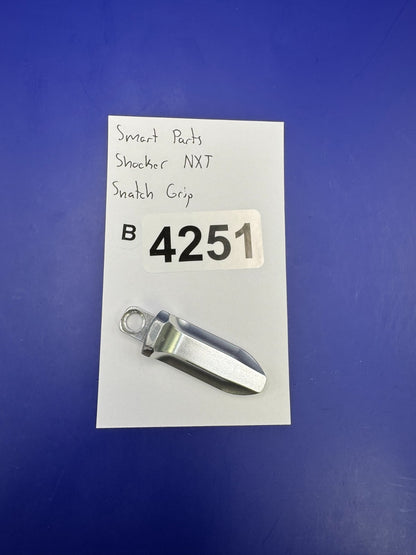 Smart Parts
Shocker NXT
Snatch Grip
B 4251